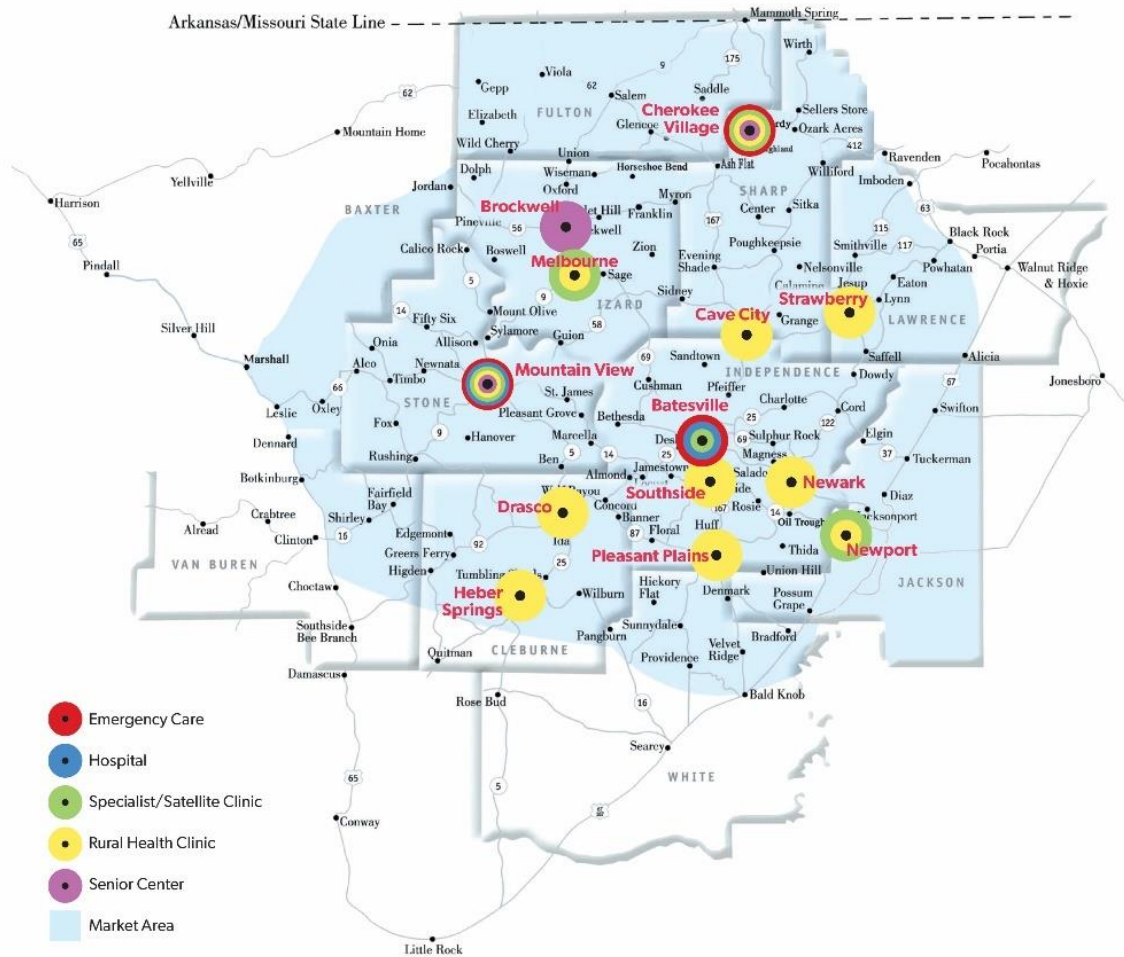 Arkansas/Missouri State Line
Mammoth Spring
Wirth
175
9
Viola
Gepp
62
Salem
Saddle
62
FULTON
Cherokee
Village
Sellers Store
Elizabeth
Glencoe
Ozark Acres
Mountain Home
Wild Cherry
412
Union
Horseshoe Bend
Ash Flat
Ravenden
Pocahontas
Dolph
Wiseman
Williford
Yellville
Jordan
Oxford
Myron
SHARP
Imboden
Harrison
BAXTER
Brockwell
Franklin
Center
Sitka
63
Pineville
56
167
115
Black Rock
65
Calico Rock
Boswell
Zion
Evening
Shade
Poughkeepsie
Smithville
117
Portia
Melbourne
Sage
Nelsonville
Powhatan
Walnut Ridge
& Hoxie
Pindall
5
Sidney
Calamine
Jesup
Eaton
9
IZARD
Strawberry
Lynn
14
Mount Olive
Cave City
Grange
LAWRENCE
Fifty Six
58
Silver Hill
Onia
Sylamore
Guion
Allison
69
Sandtown
Saffell
Marshall
Alco
Newnata
Mountain View
INDEPENDENCE
Dowdy
Alicia
66
Timbo
Cushman
Pfeiffer
67
Jonesboro
Leslie
Oxley
STONE
St. James
Batesville
Charlotte
Cord
Swifton
Pleasant Grove
Bethesda
25
122
Dennard
Fox
9
Hanover
Marcella
69
Sulphur Rock
Elgin
5
14
25
Magness
37
Tuckerman
Rushing
Ben
Almond
Jamestown
Salado
Botkinburg
Southside
Newark
Fairfield
Bay
Drasco
Concord
Rosie
Diaz
Crabtree
Shirley
Banner
167
14
Oil Trough
Alread
Edgemont
87
Floral
Huff
Newport
Clinton
16
92
Ida
Greers Ferry
Pleasant Plains
Thida
VAN BUREN
Higden
25
Union Hill
JACKSON
Choctaw
Heber
Springs
Wilburn
Hickory
Flat
Denmark
Possum
Grape
Southside
Bee Branch
Pangburn
Sunnydale
Bradford
Quitman
CLEBURNE
Velvet
Ridge
Damascus
Providence
Rose Bud
16
Bald Knob
Emergency Care
Searcy
Hospital
WHITE
65
5
Specialist/Satellite Clinic
Conway
Rural Health Clinic
Senior Center
Market Area
Little Rock